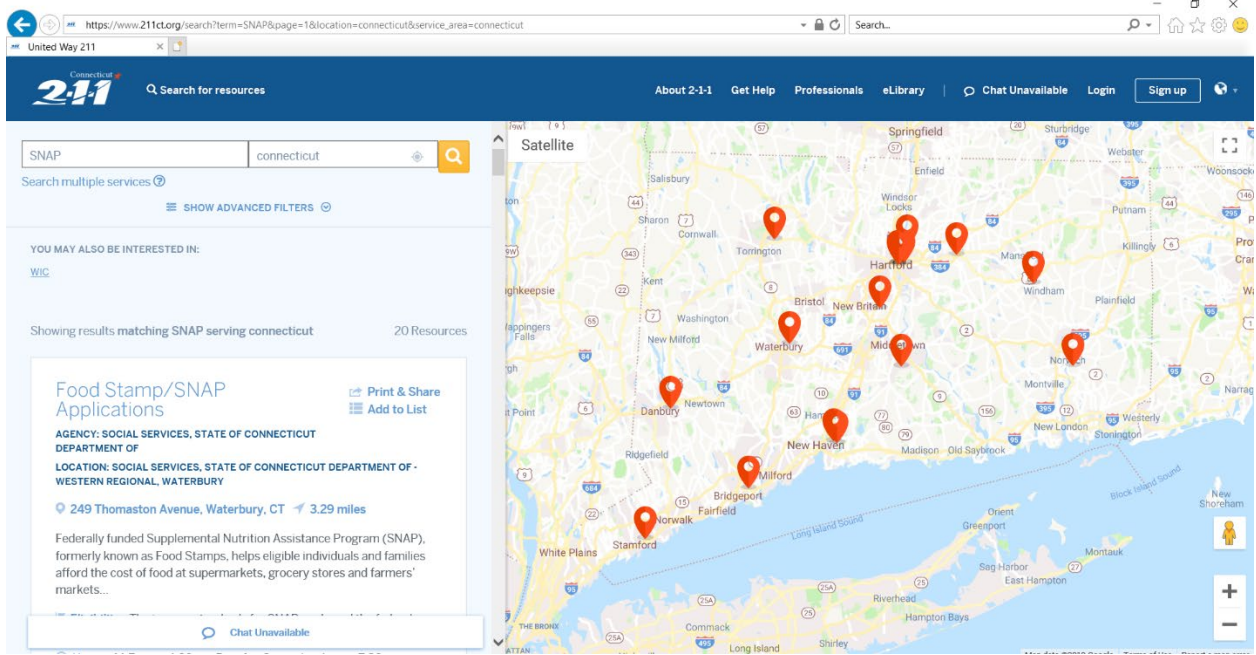 https://www.211ct.org/search?term=SNAP&page=1&location=connecticut&service_area=connecticut
Search...
United Way 211
Connecticut
2-1-1
Search for resources
About 2-1-1 Get Help Professionals eLibrary Chat Unavailable Login Sign up
SNAP connecticut
Search multiple services
SHOW ADVANCED FILTERS
YOU MAY ALSO BE INTERESTED IN:
WIC
Showing results matching SNAP serving connecticut 20 Resources
Food Stamp/SNAP
Applications
Print & Share
Add to List
AGENCY: SOCIAL SERVICES, STATE OF CONNECTICUT
DEPARTMENT OF
LOCATION: SOCIAL SERVICES, STATE OF CONNECTICUT DEPARTMENT OF -
WESTERN REGIONAL, WATERBURY
249 Thomaston Avenue, Waterbury, CT 3.29 miles
Federally funded Supplemental Nutrition Assistance Program (SNAP),
formerly known as Food Stamps, helps eligible individuals and families
afford the cost of food at supermarkets, grocery stores and farmers'
markets...
Chat Unavailable
Satellite
Springfield
Sturbridge
Webster
Enfield
Salisbury
Windsor
Locks
Sharon
Cornwall
Putnam
Torrington
Killingly
Hartford
Kent
Windham
Plainfield
Bristol
New Britain
Washington
New Milford
Waterbury
Montville
Danbury
Newtown
New London
Westerly
Stonington
New Haven
Madison
Old Saybrook
Ridgefield
Milford
Bridgeport
Fairfield
Norwalk
Stamford
White Plains
Long Island Sound
Block Island Sound
New
Shoreham
Orient
Greenport
Montauk
Sag Harbor
East Hampton
Riverhead
Hampton Bays
THE BRONX
Commack
Long Island
Shirley